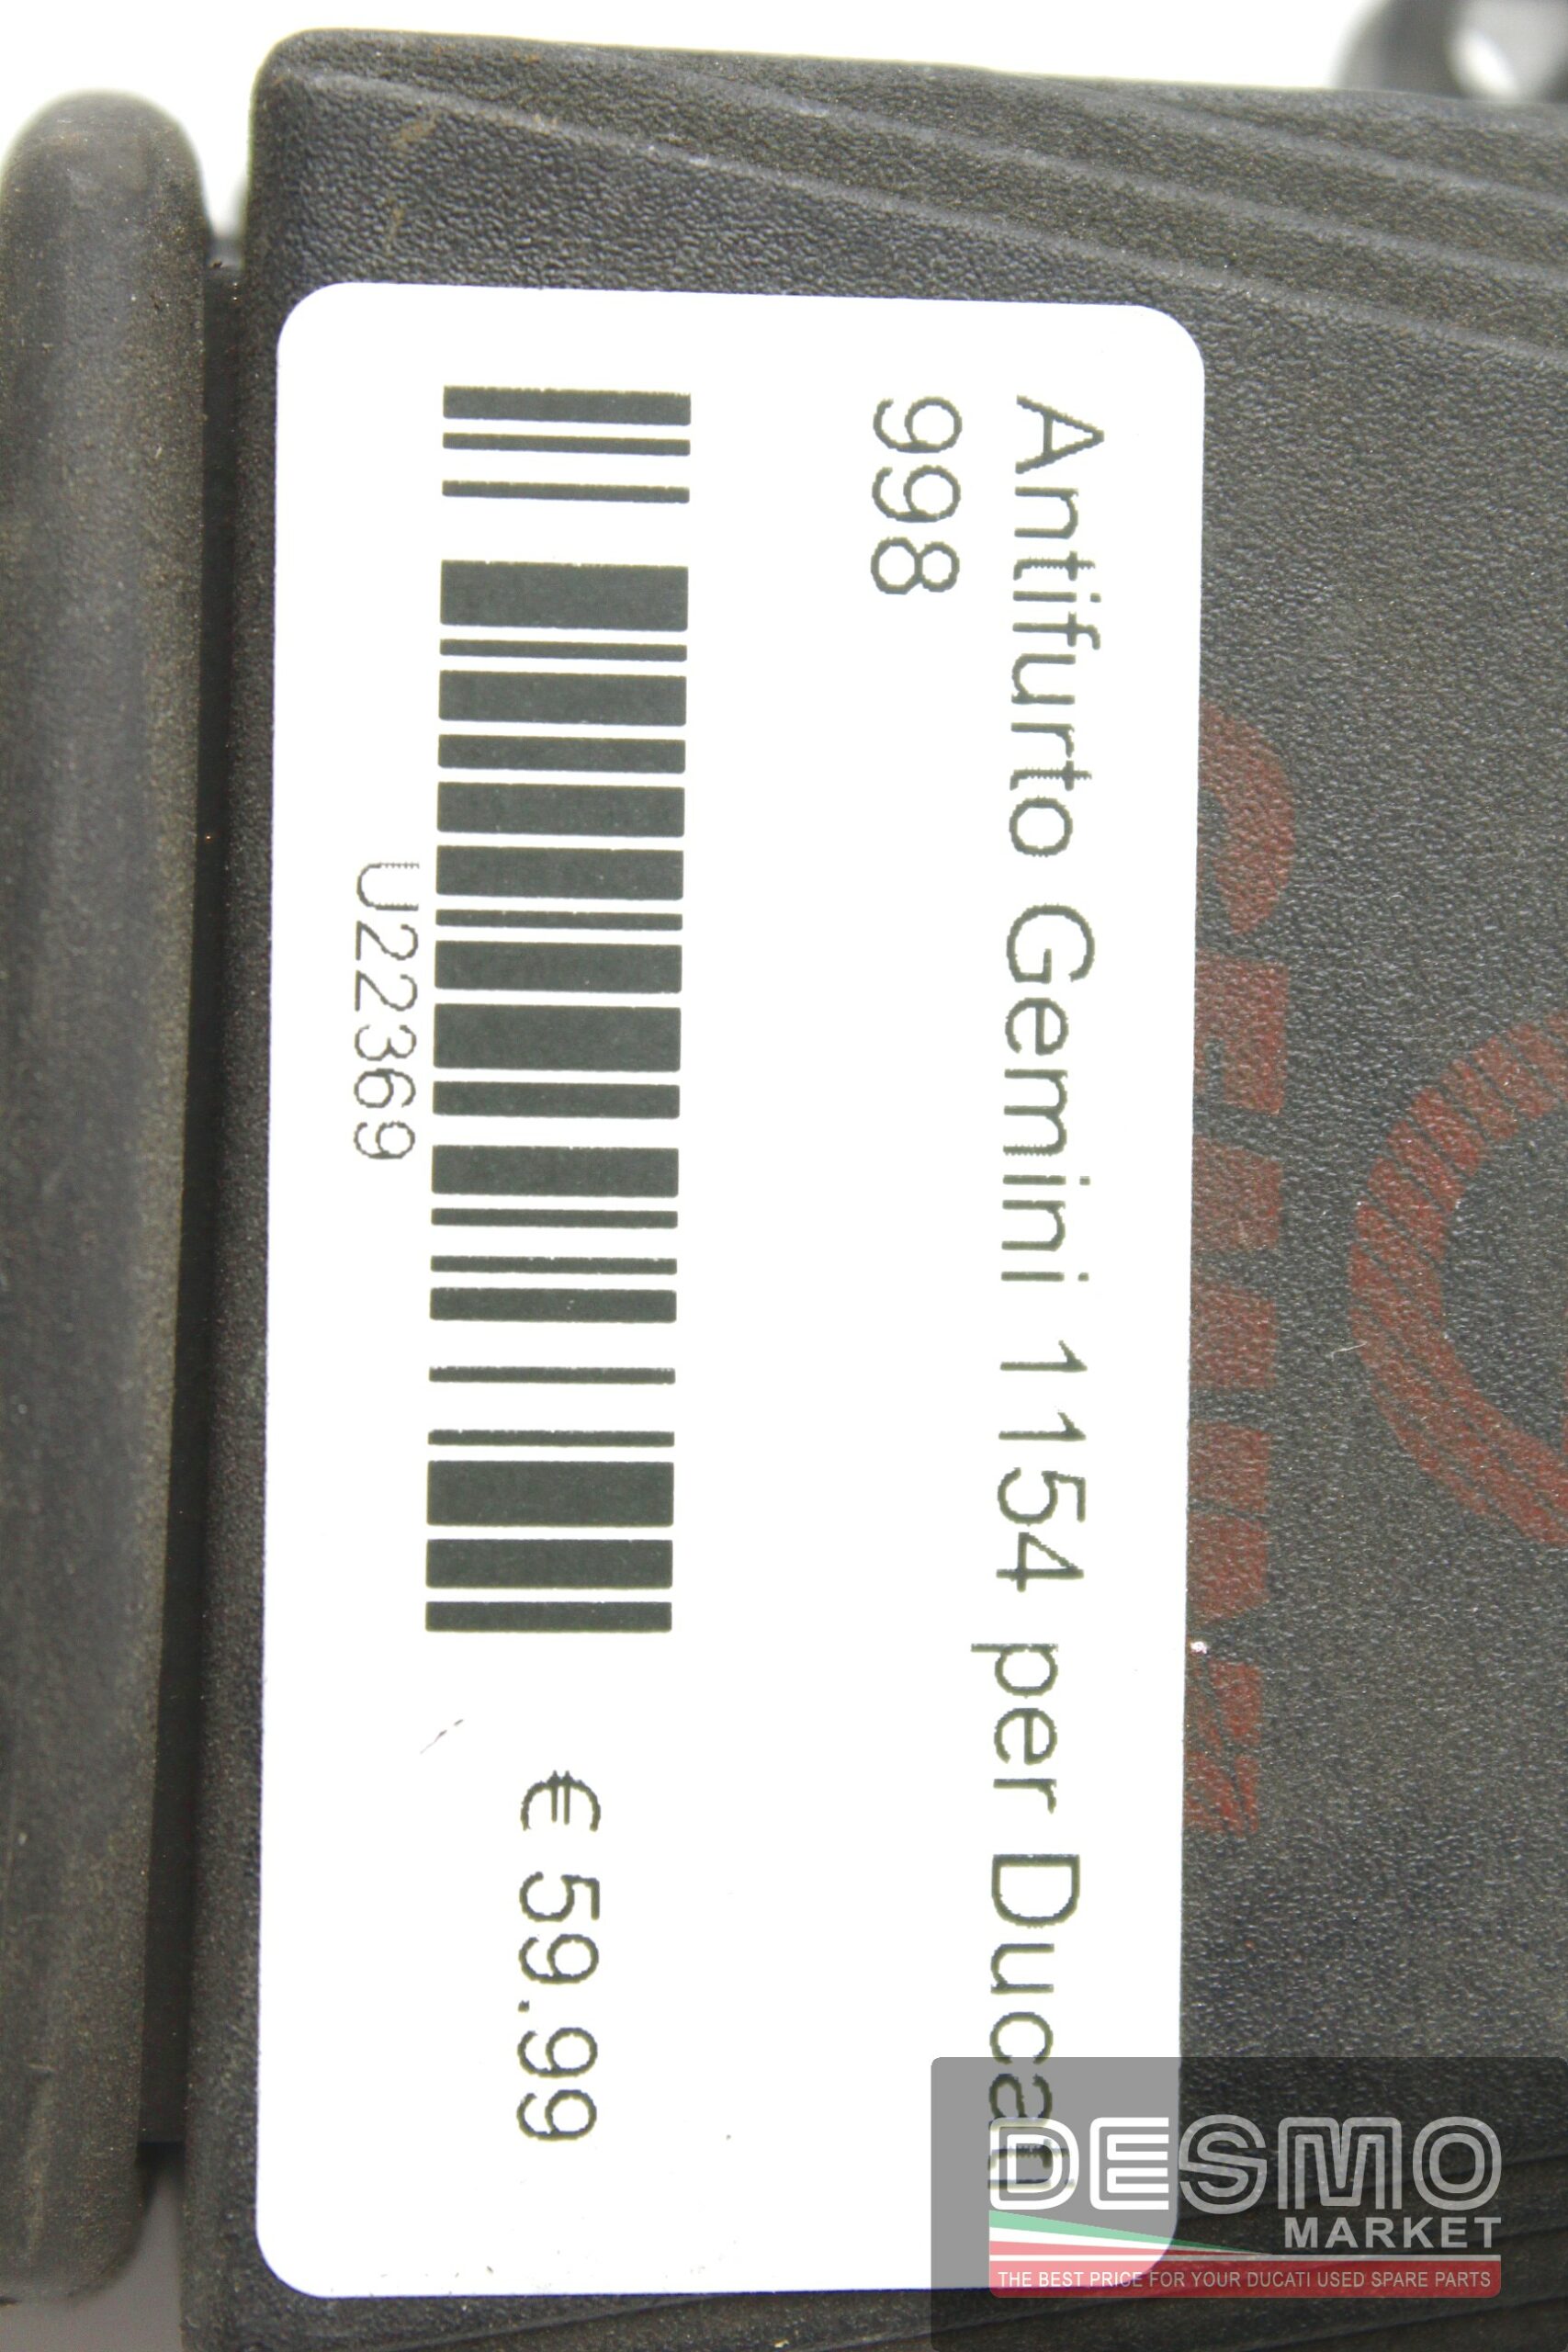 Antifurto Gemini 1154 per Ducati
998
U22369
€ 59.99
DESMO
MARKET
THE BEST PRICE FOR YOUR DUCATI USED SPARE PARTS